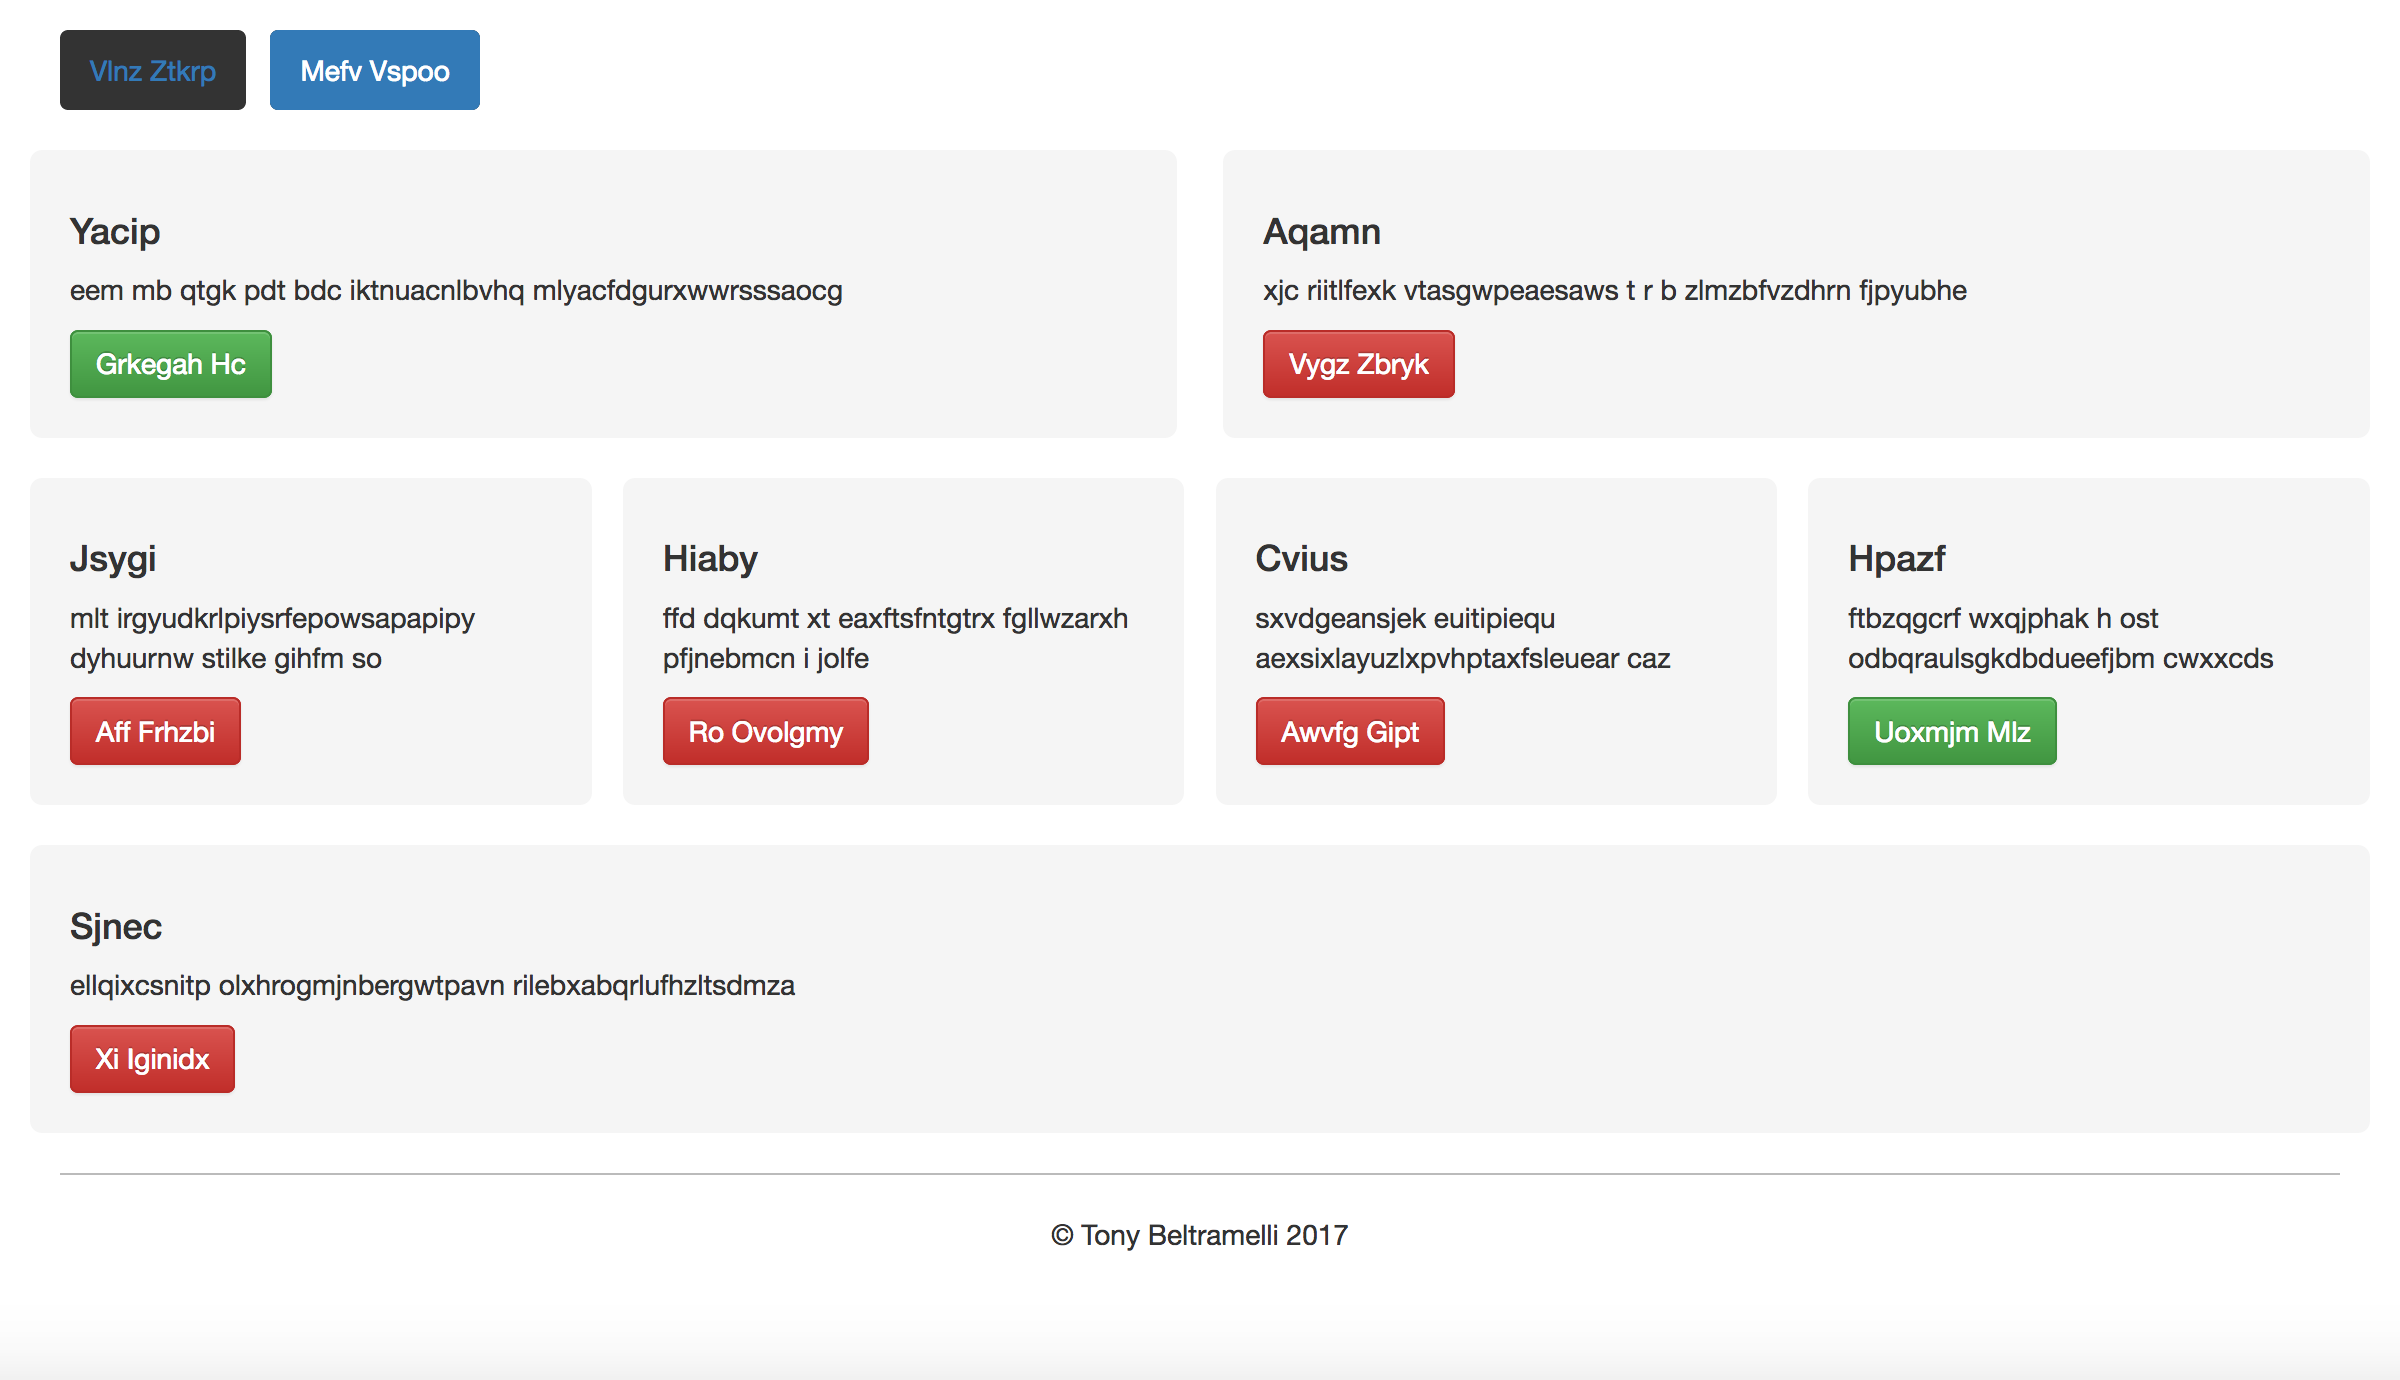 Vlnz Ztkrp
Mefv Vspoo
Yacip
eem mb qtgk pdt bdc iktnuacnlbvhq mlyacfdgurxwwrsssaocg
Grkegah Hc
Aqamn
xjc riitlfexk vtasgwpeaesaws t r b zlmzbfvzdhrn fjpyubhe
Vygz Zbryk
Jsygi
mlt irgyudkrlpiysrfepowsapapipy
dyhuurnw stilke gihfm so
Aff Frhzbi
Hiaby
ffd dqkumt xt eaxftsfntgtrx fgllwzarxh
pfjnebmcn i jolfe
Ro Ovolgmy
Cvius
sxvdgeansjek euitipiequ
aexsixlayuzlxpvhptaxfsleuear caz
Awvfg Gipt
Hpazf
ftbzqgcrf wxqjphak h ost
odbqraulsgkdbdueefjbm cwxxcds
Uoxmjm Mlz
Sjnec
ellqixcsnitp olxhrogmjnbergwtpavn rilebxabqrlufhzltsdmza
Xi Iginidx
© Tony Beltramelli 2017